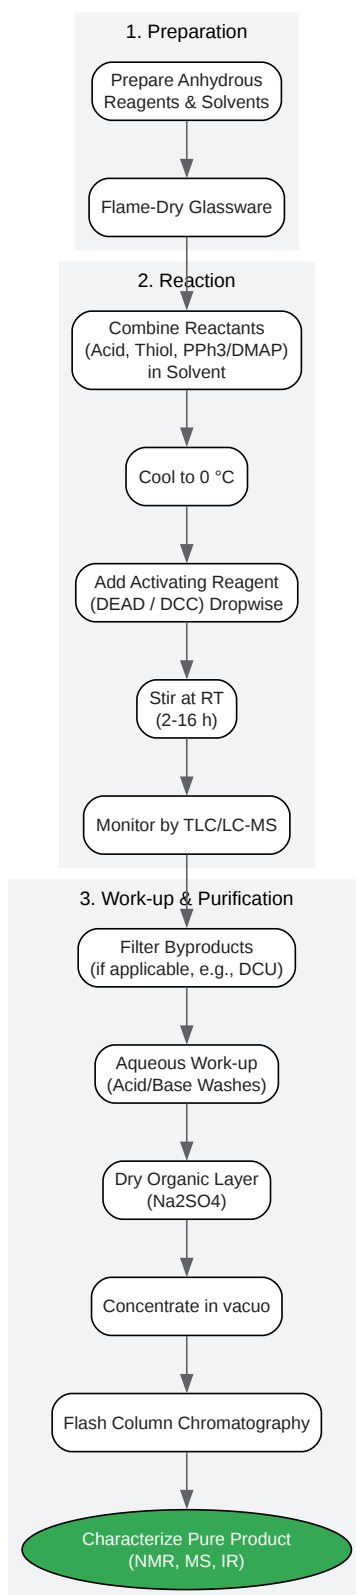 1. Preparation
Prepare Anhydrous
Reagents & Solvents
Flame-Dry Glassware
2. Reaction
Combine Reactants
(Acid, Thiol, PPh3/DMAP)
in Solvent
Cool to 0 °C
Add Activating Reagent
(DEAD / DCC) Dropwise
Stir at RT
(2-16 h)
Monitor by TLC/LC-MS
3. Work-up & Purification
Filter Byproducts
(if applicable, e.g., DCU)
Aqueous Work-up
(Acid/Base Washes)
Dry Organic Layer
(Na2SO4)
Concentrate in vacuo
Flash Column Chromatography
Characterize Pure Product
(NMR, MS, IR)